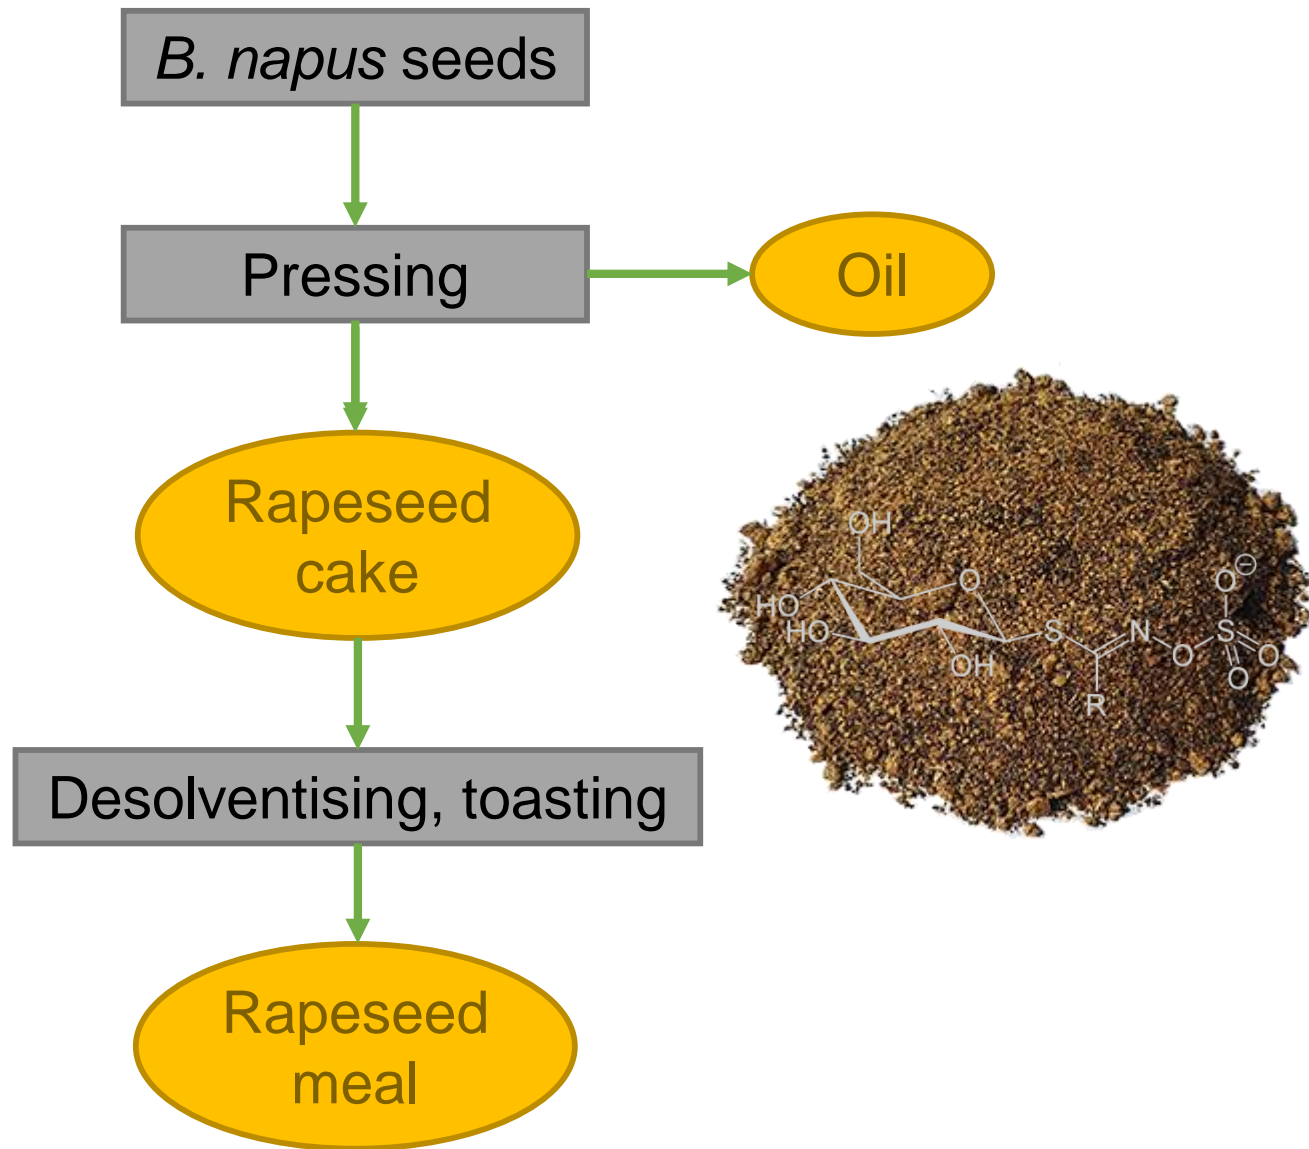 B. napus seeds
Pressing
Oil
Rapeseed
cake
OH
O
HO
HO
OH
S
N
O
R
O
⊖
S
O
O
Desolventising, toasting
Rapeseed
meal